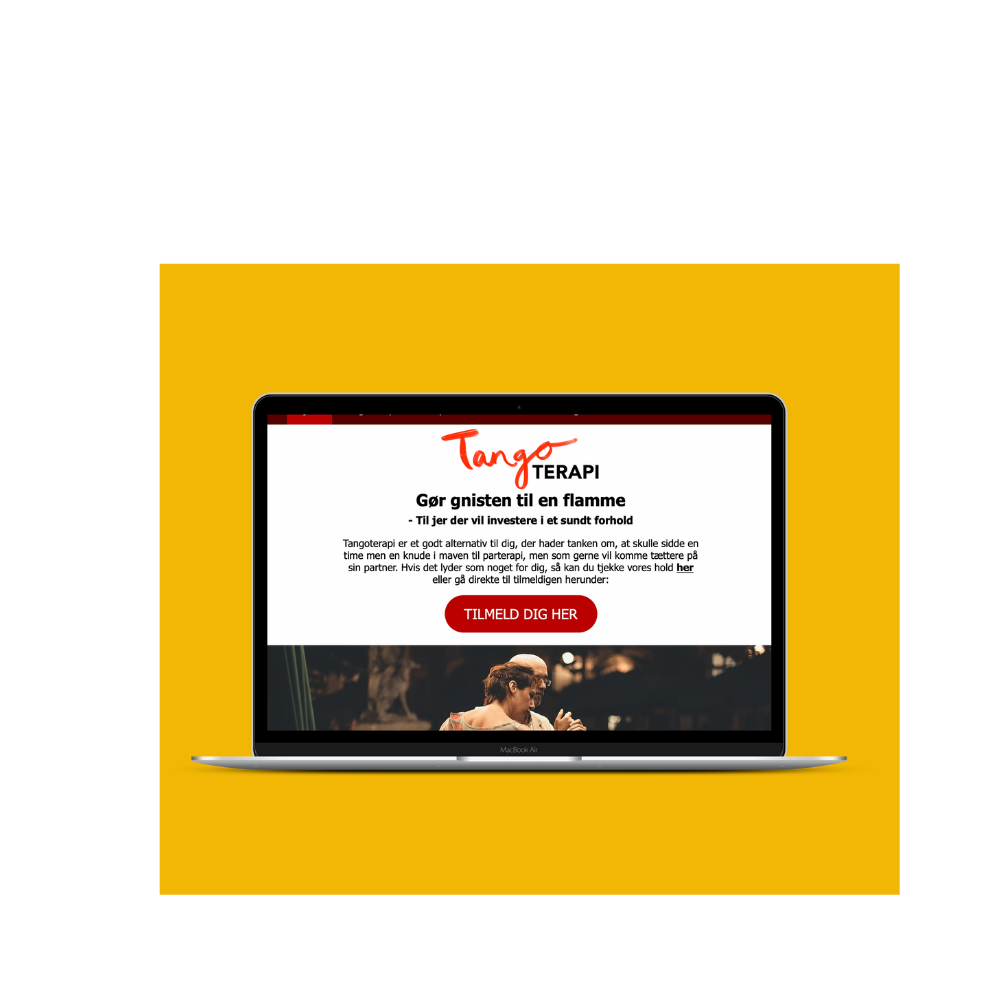 Tango
TERAPI
Gør gnisten til en flamme
- Til jer der vil investere i et sundt forhold
Tangoterapi er et godt alternativ til dig, der hader tanken om, at skulle sidde en
time men en knude i maven til parterapi, men som gerne vil komme tættere på
sin partner. Hvis det lyder som noget for dig, så kan du tjekke vores hold her
eller gå direkte til tilmeldigen herunder:
TILMELD DIG HER
MacBook Air